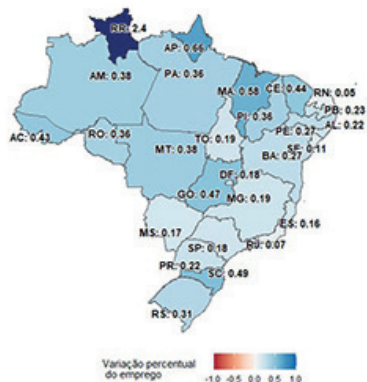 RR: 2.4
AP: 0.66
AM: 0.38
PA: 0.36
MA: 0.58
CE: 0.44
RN: 0.05
PB: 0.23
PI: 0.36
PE: 0.27
AL: 0.22
AC: 0.43
RO: 0.36
TO: 0.19
SE: 0.11
MT: 0.38
BA: 0.27
DF: 0.18
GO: 0.47
MG: 0.19
ES: 0.16
MS: 0.17
SP: 0.18
RJ: 0.07
PR: 0.22
SC: 0.49
RS: 0.31
Variação percentual
do emprego
-1.0 -0.5 0.0 0.5 1.0